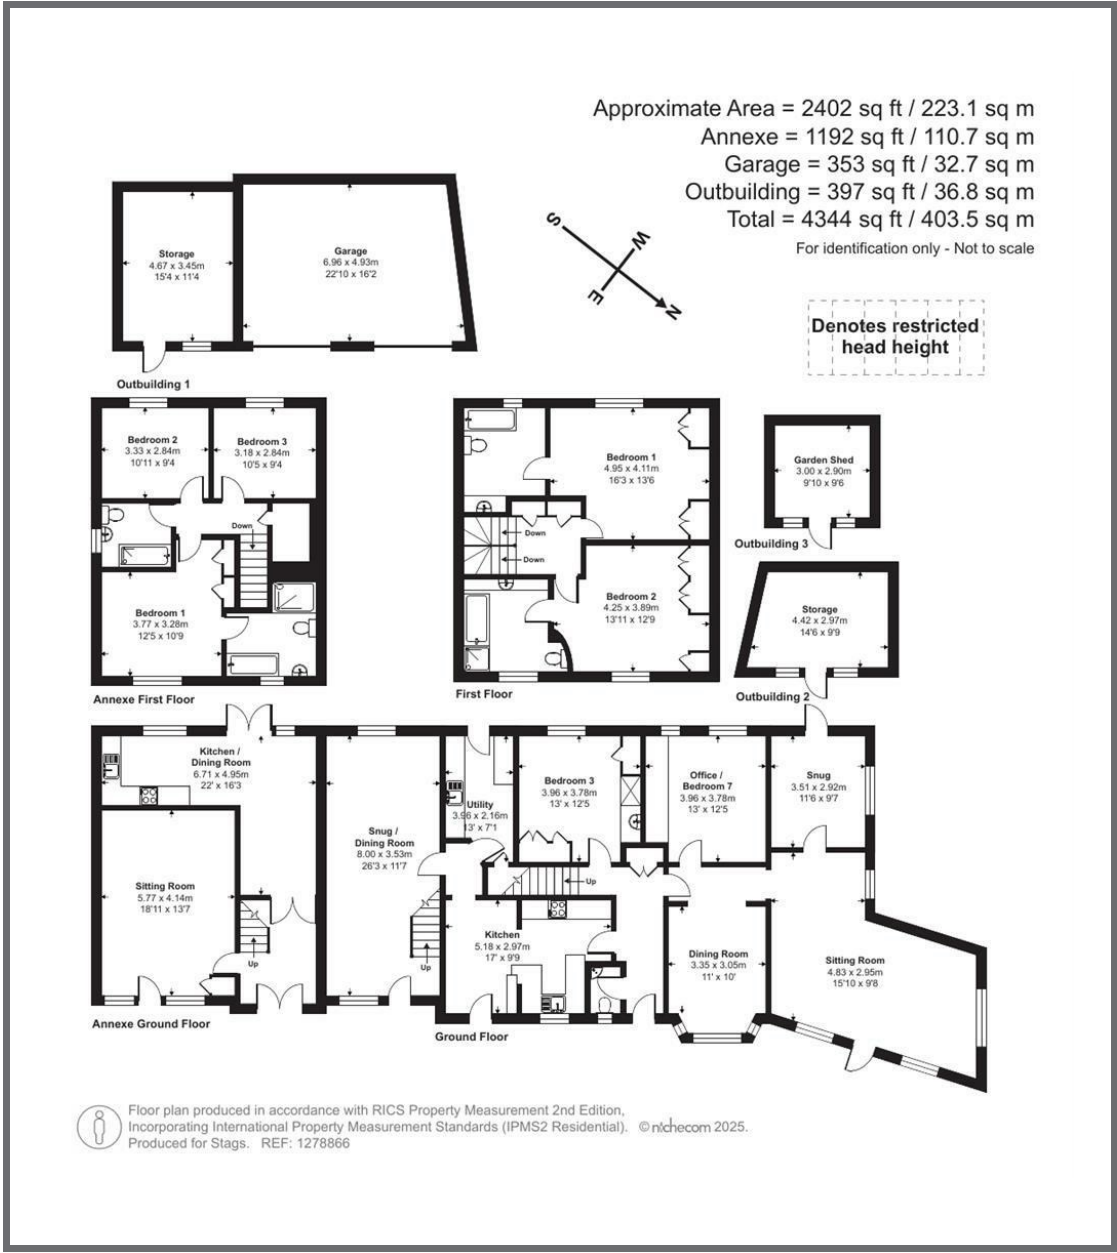 Approximate Area = 2402 sq ft / 223.1 sq m
Annexe = 1192 sq ft / 110.7 sq m
Garage = 353 sq ft / 32.7 sq m
Outbuilding = 397 sq ft / 36.8 sq m
Total = 4344 sq ft / 403.5 sq m
For identification only - Not to scale
S
W
E
N
Denotes restricted
head height
Storage
4.67 x 3.45m
15'4 x 11'4
Garage
6.96 x 4.93m
22'10 x 16'2
Outbuilding 1
Bedroom 2
3.33 x 2.84m
10'11 x 9'4
Bedroom 3
3.18 x 2.84m
10'5 x 9'4
Down
Bedroom 1
3.77 x 3.28m
12'5 x 10'9
Annexe First Floor
Bedroom 1
4.95 x 4.11m
16'3 x 13'6
Down
Down
Bedroom 2
4.25 x 3.89m
13'11 x 12'9
First Floor
Garden Shed
3.00 x 2.90m
9'10 x 9'6
Outbuilding 3
Storage
4.42 x 2.97m
14'6 x 9'9
Outbuilding 2
Kitchen /
Dining Room
6.71 x 4.95m
22' x 16'3
Sitting Room
5.77 x 4.14m
18'11 x 13'7
Up
Annexe Ground Floor
Snug /
Dining Room
8.00 x 3.53m
26'3 x 11'7
Up
Utility
3.96 x 2.16m
13' x 7'1
Bedroom 3
3.96 x 3.78m
13' x 12'5
Up
Office /
Bedroom 7
3.96 x 3.78m
13' x 12'5
Snug
3.51 x 2.92m
11'6 x 9'7
Kitchen
5.18 x 2.97m
17' x 9'9
Dining Room
3.35 x 3.05m
11' x 10'
Sitting Room
4.83 x 2.95m
15'10 x 9'8
Ground Floor
Floor plan produced in accordance with RICS Property Measurement 2nd Edition,
Incorporating International Property Measurement Standards (IPMS2 Residential). © nichecom 2025.
Produced for Stags. REF: 1278866